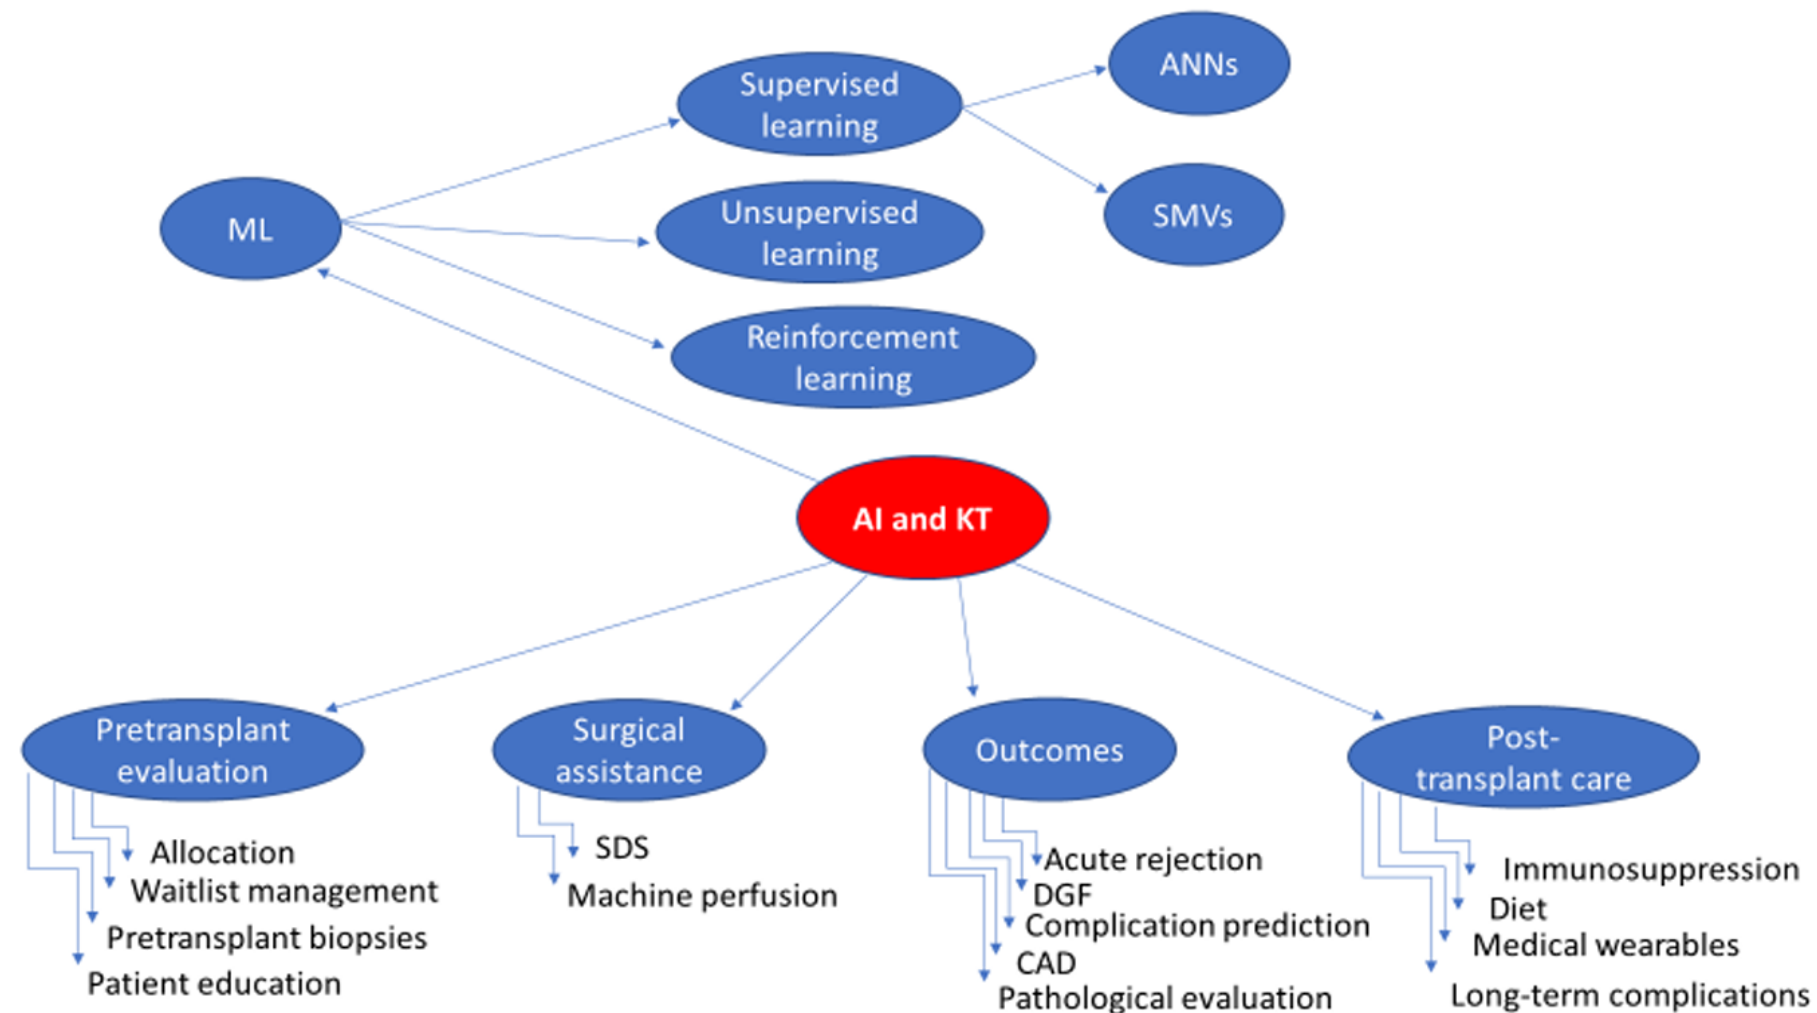 ANNs
Supervised
learning
SMVs
ML
Unsupervised
learning
Reinforcement
learning
AI and KT
Pretransplant
evaluation
Allocation
Waitlist management
Pretransplant biopsies
Patient education
Surgical
assistance
SDS
Machine perfusion
Outcomes
Acute rejection
DGF
Complication prediction
CAD
Pathological evaluation
Post-
transplant care
Immunosuppression
Diet
Medical wearables
Long-term complications